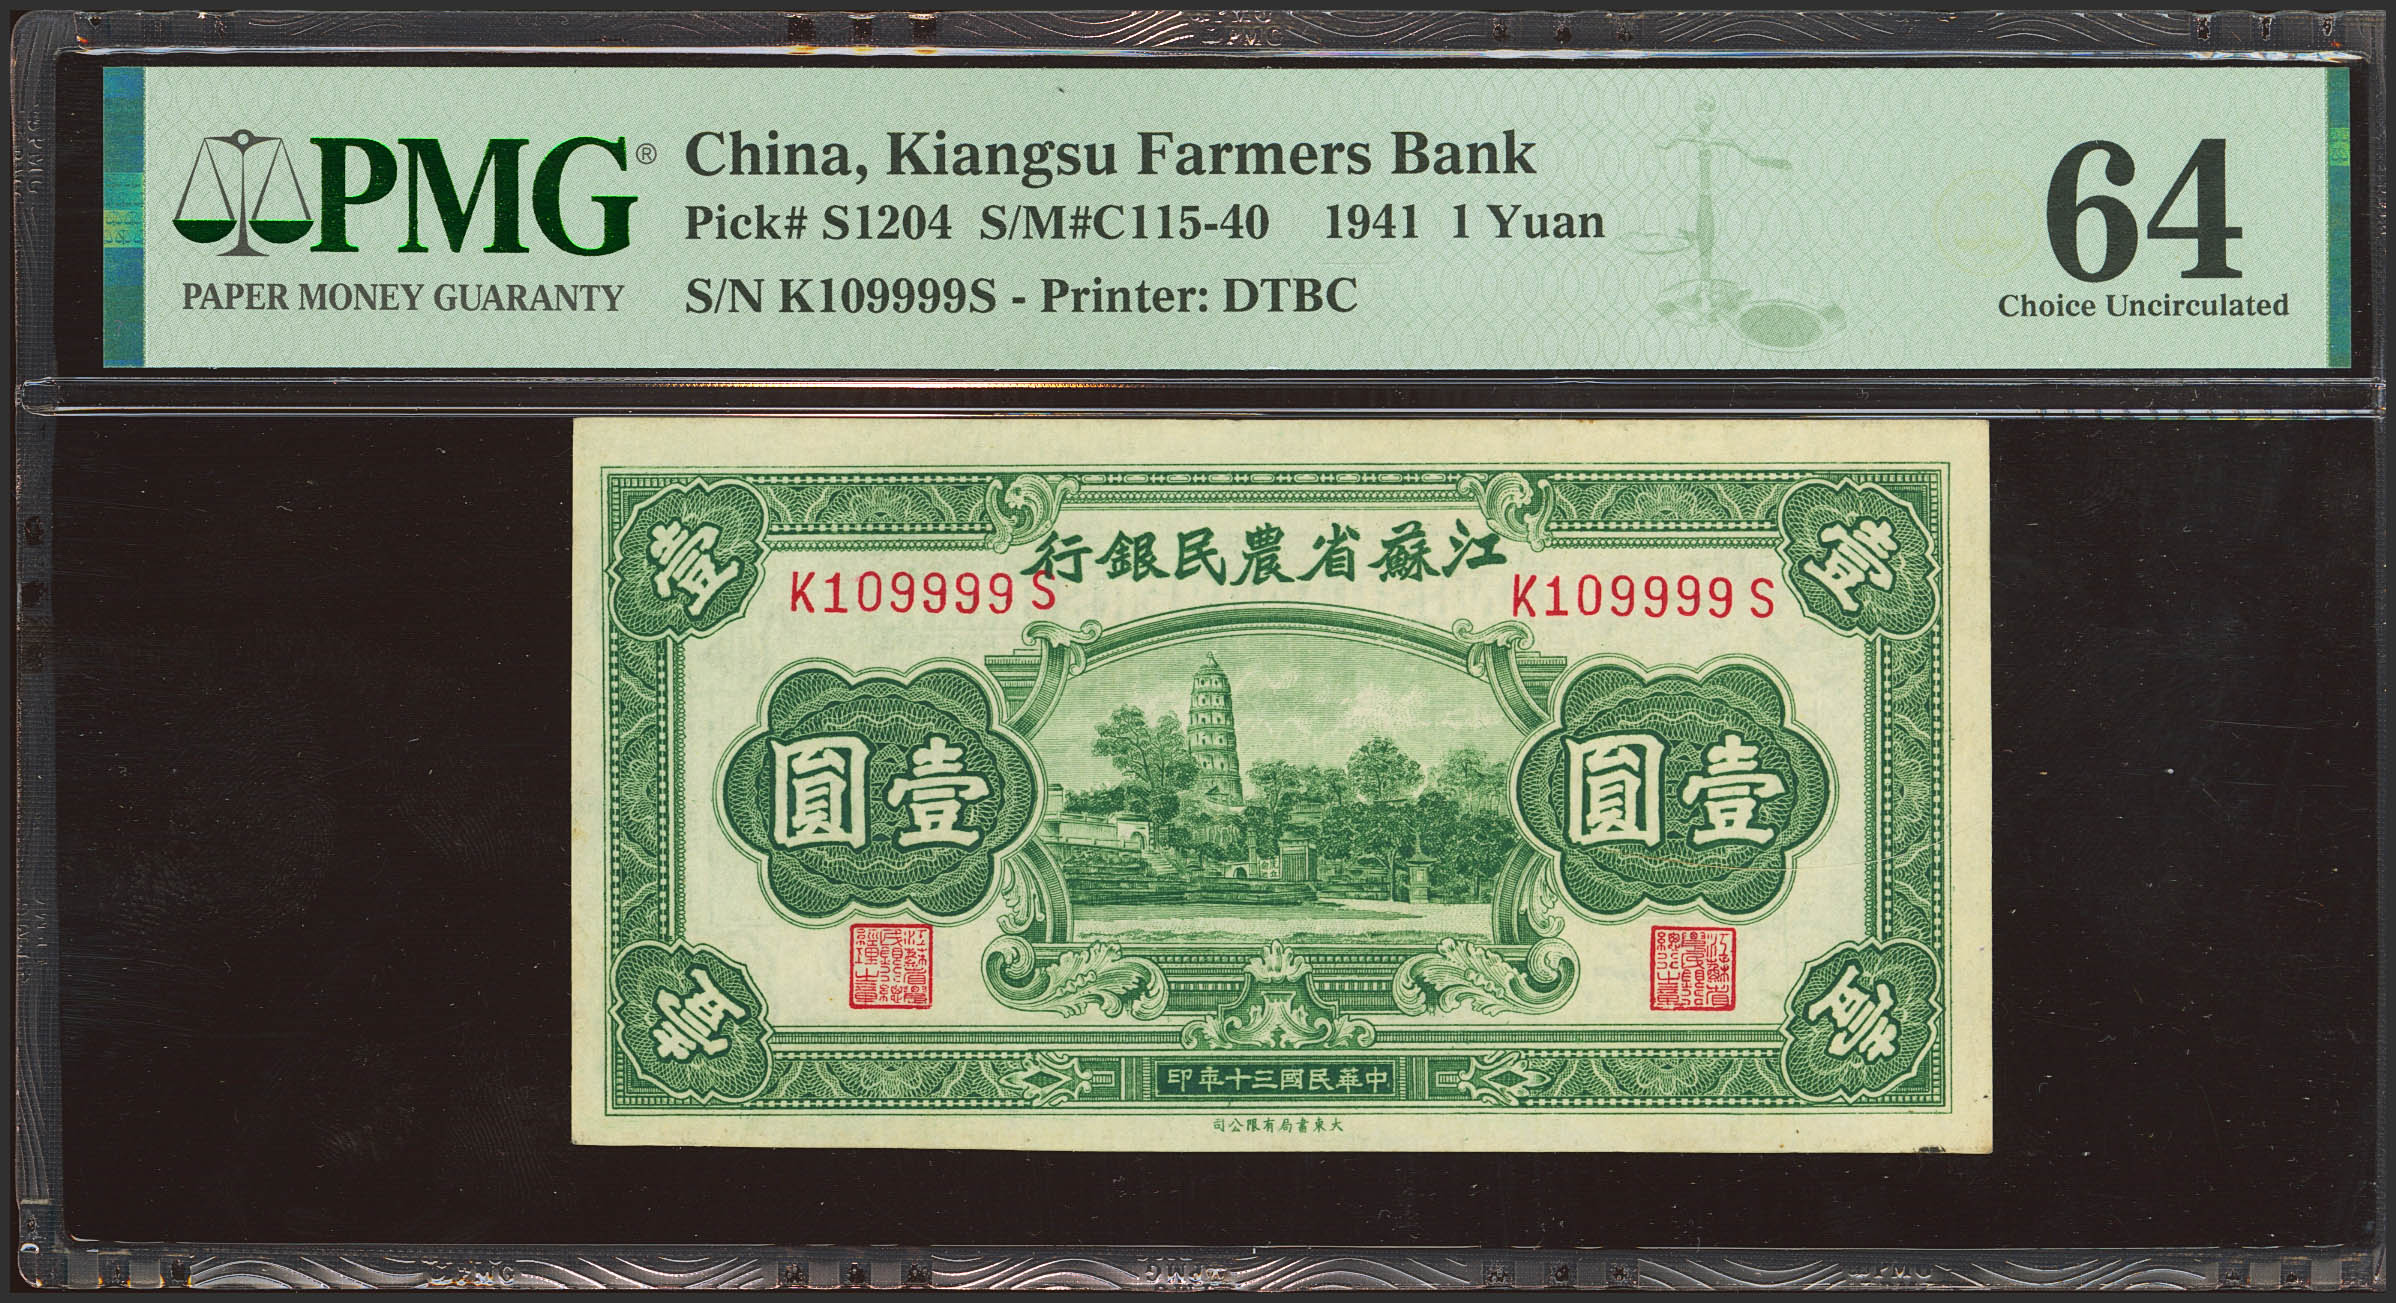 PMG®
PAPER MONEY GUARANTY
China, Kiangsu Farmers Bank
Pick# S1204 S/M#C115-40 1941 1 Yuan
S/N K109999S - Printer: DTBC
64
Choice Uncirculated
江蘇省農民銀行
K109999S K109999S
壹 壹
壹圓 壹圓
壹 壹
中華民國三十年印
大東書局有限公司